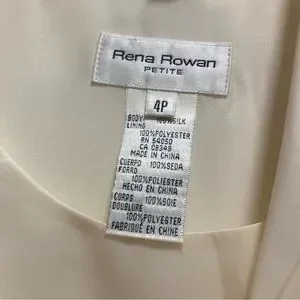 Rena Rowan
PETITE
4P
BODY 100%SILK
LINING
100%POLYESTER
RN 54050
CA 08349
MADE IN CHINA
CUERPO 100%SEDA
FORRO
100%POLIESTER
HECHO EN CHINA
CORPS 100%SOIE
DOUBLURE
100%POLYESTER
FABRIQUE EN CHINE